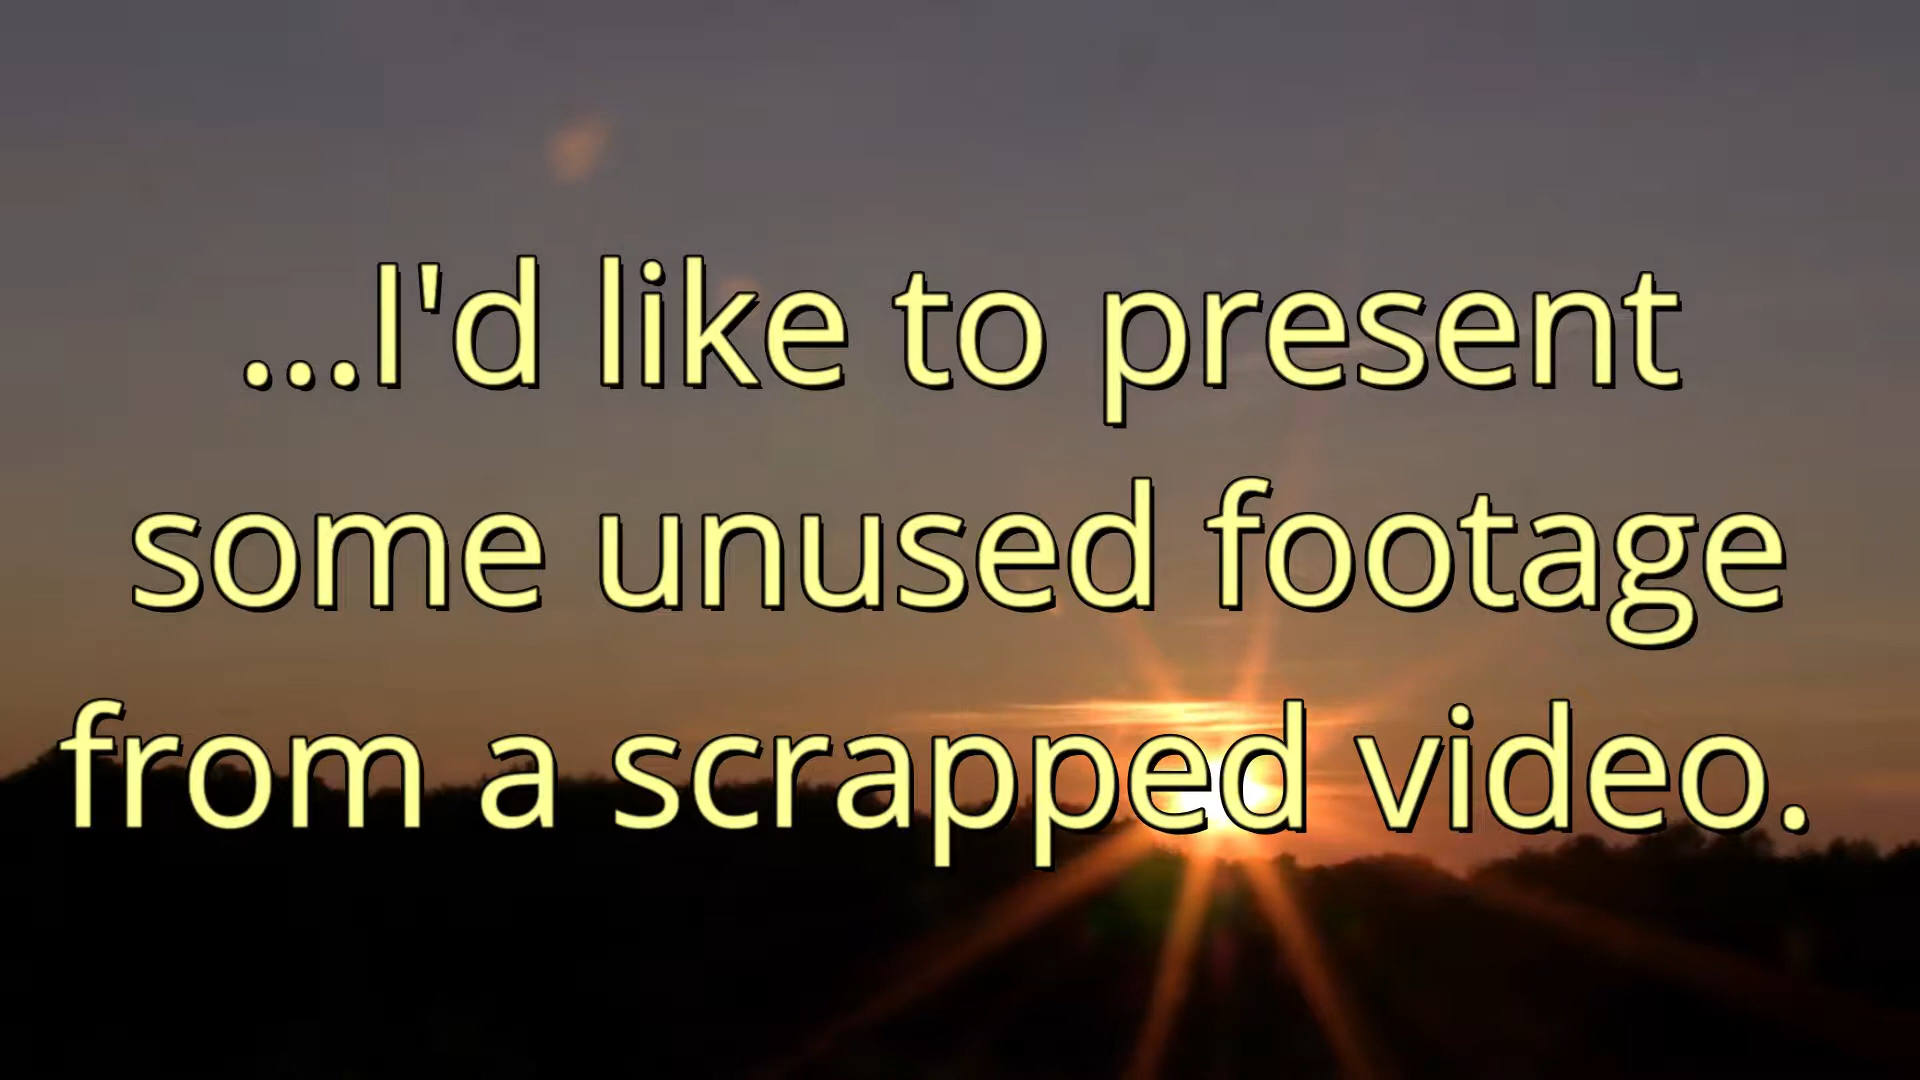 ...I'd like to present
some unused footage
from a scrapped video.